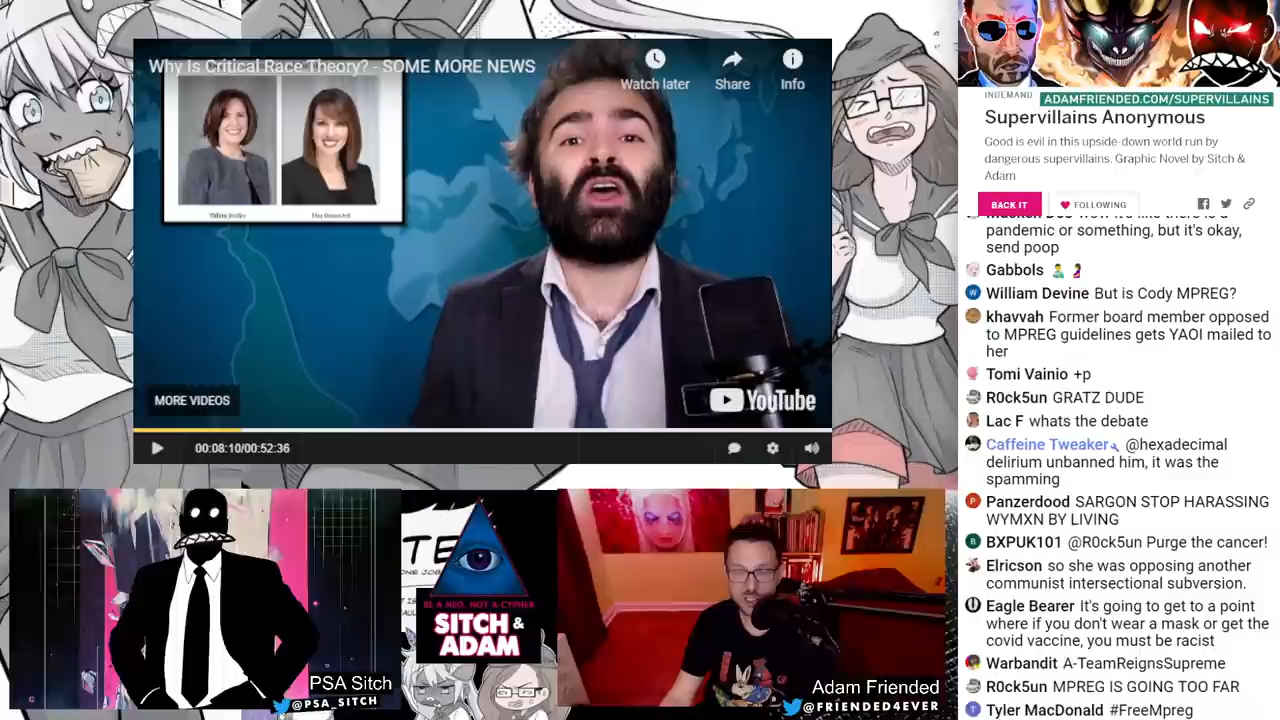 Why Is Critical Race Theory? - SOME MORE NEWS
Watch later
Share
Info
MORE VIDEOS
YouTube
00:08:10/00:52:36
PSA Sitch
@PSA_SITCH
BE A NEO, NOT A CYPHER
SITCH &
ADAM
Adam Friended
@FRIENDED4EVER
INDEMAND
ADAMFRIENDED.COM/SUPERVILLAINS
Supervillains Anonymous
Good is evil in this upside-down world run by
dangerous supervillains. Graphic Novel by Sitch &
Adam
BACK IT
FOLLOWING
pandemic or something, but it's okay,
send poop
Gabbols
William Devine But is Cody MPREG?
khavvah Former board member opposed
to MPREG guidelines gets YAOI mailed to
her
Tomi Vainio +p
R0ck5un GRATZ DUDE
Lac F whats the debate
Caffeine Tweaker @hexadecimal
delirium unbanned him, it was the
spamming
Panzerdood SARGON STOP HARASSING
WYMXN BY LIVING
BXPUK101 @R0ck5un Purge the cancer!
Elricson so she was opposing another
communist intersectional subversion.
Eagle Bearer It's going to get to a point
where if you don't wear a mask or get the
covid vaccine, you must be racist
Warbandit A-TeamReignsSupreme
R0ck5un MPREG IS GOING TOO FAR
Tyler MacDonald #FreeMpreg